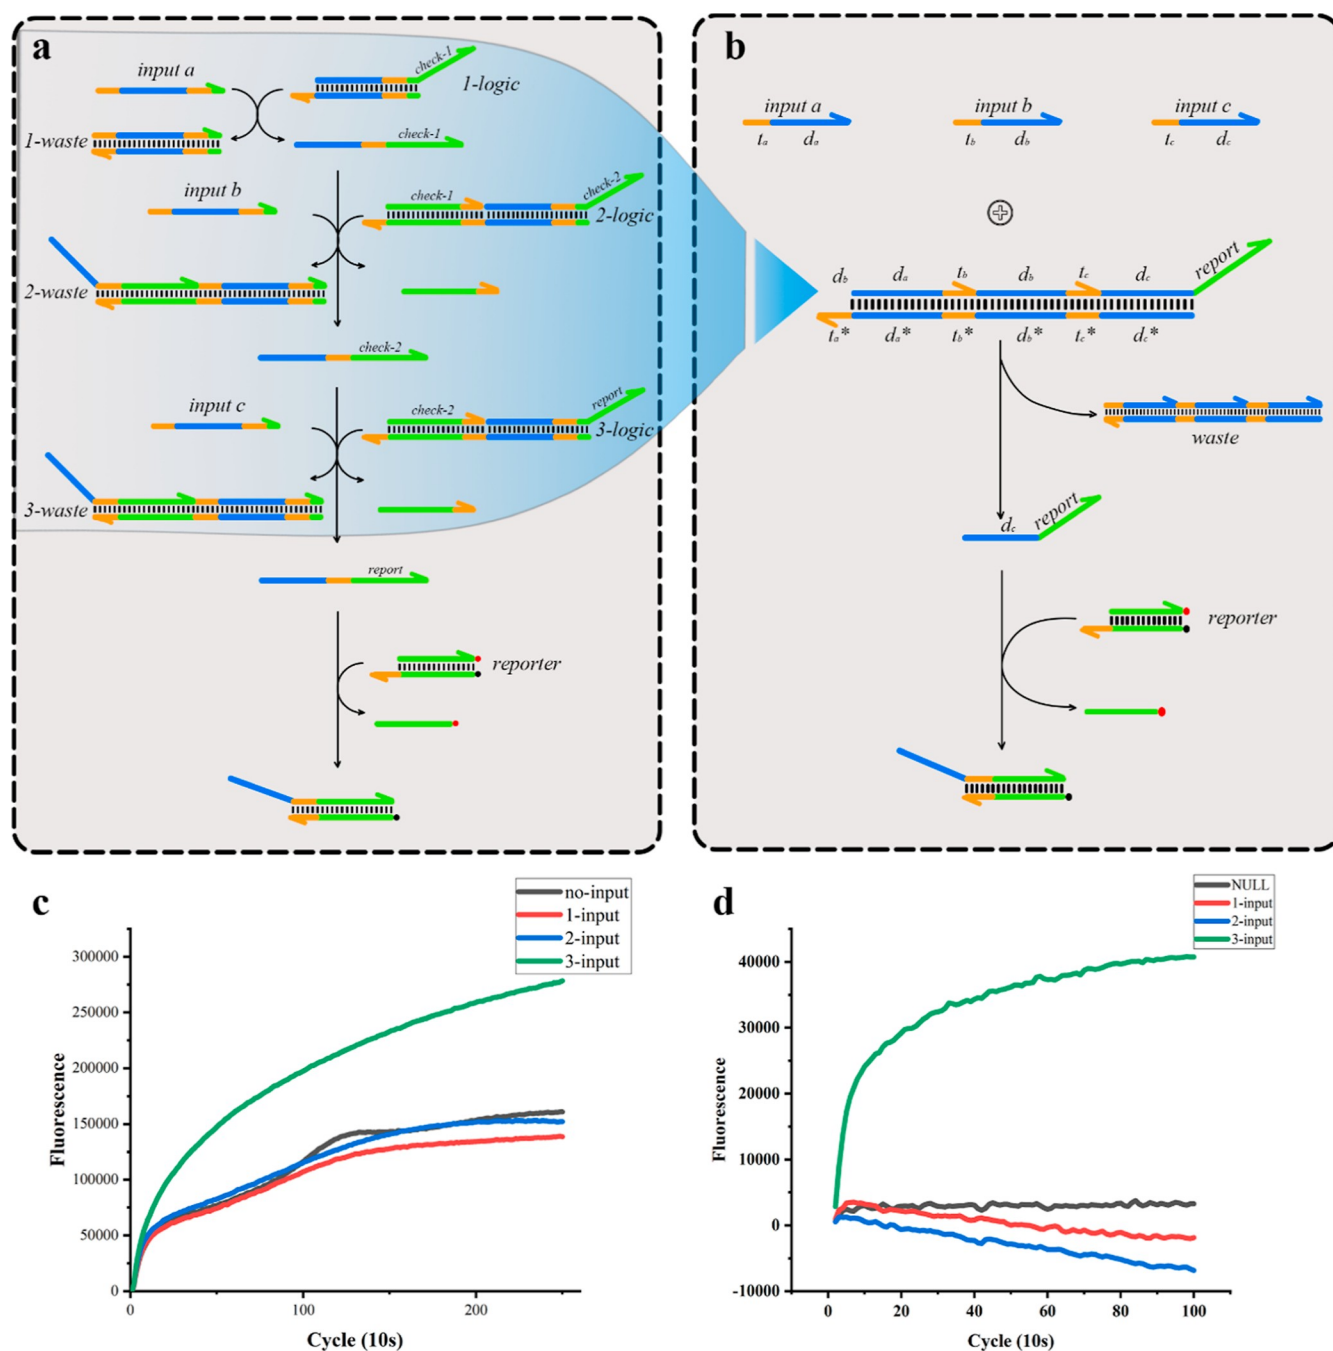 a
input a
check-1
1-logic
1-waste
check-1
input b
check-1
check-2
2-logic
2-waste
check-2
input c
check-2
report
3-logic
3-waste
report
reporter
b
input a
input b
input c
tₐ dₐ
t_b d_b
t_c d_c
d_b dₐ t_b d_b t_c d_c report
tₐ* dₐ* t_b* d_b* t_c* d_c*
waste
d_c report
reporter
c
no-input
1-input
2-input
3-input
300000
250000
200000
150000
100000
50000
0
Fluorescence
0 100 200
Cycle (10s)
d
NULL
1-input
2-input
3-input
40000
30000
20000
10000
0
-10000
Fluorescence
0 20 40 60 80 100
Cycle (10s)